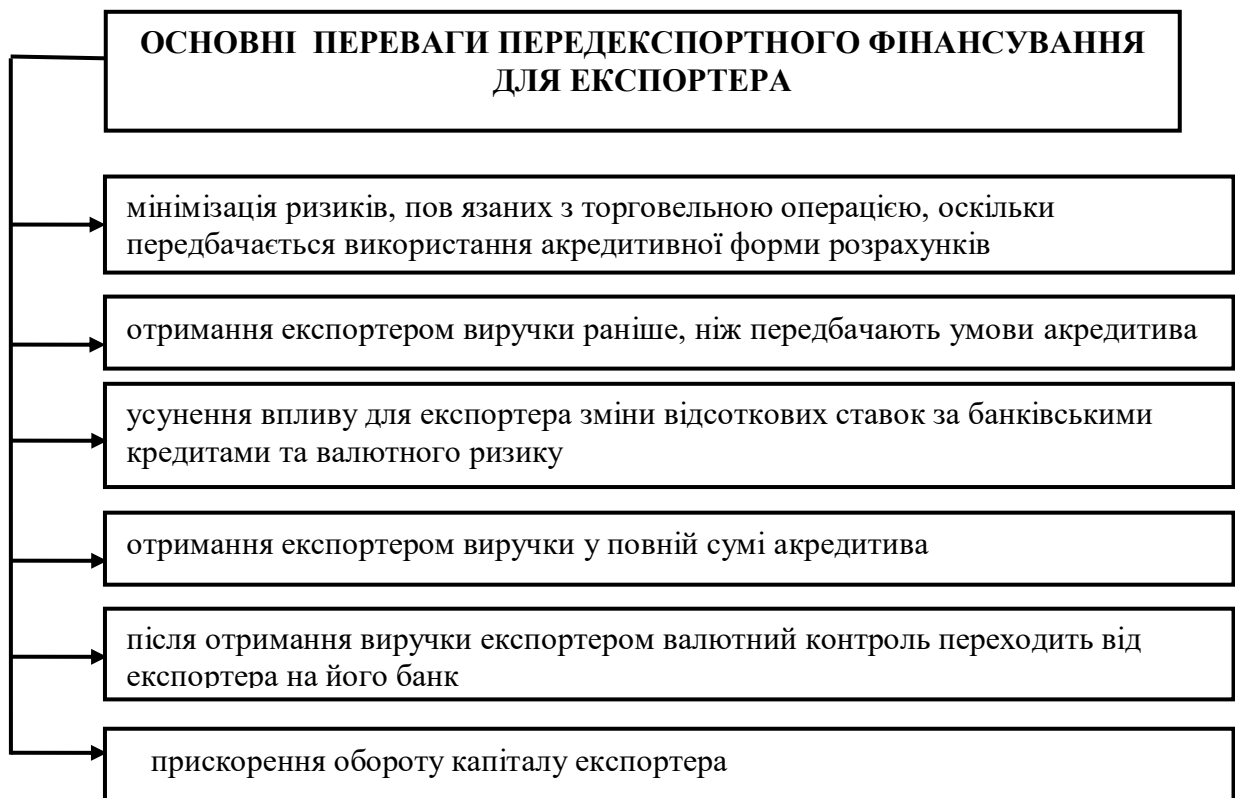 ОСНОВНІ ПЕРЕВАГИ ПЕРЕДЕКСПОРТНОГО ФІНАНСУВАННЯ
ДЛЯ ЕКСПОРТЕРА
мінімізація ризиків, пов язаних з торговельною операцією, оскільки
передбачається використання акредитивної форми розрахунків
отримання експортером виручки раніше, ніж передбачають умови акредитива
усунення впливу для експортера зміни відсоткових ставок за банківськими
кредитами та валютного ризику
отримання експортером виручки у повній сумі акредитива
після отримання виручки експортером валютний контроль переходить від
експортера на його банк
прискорення обороту капіталу експортера